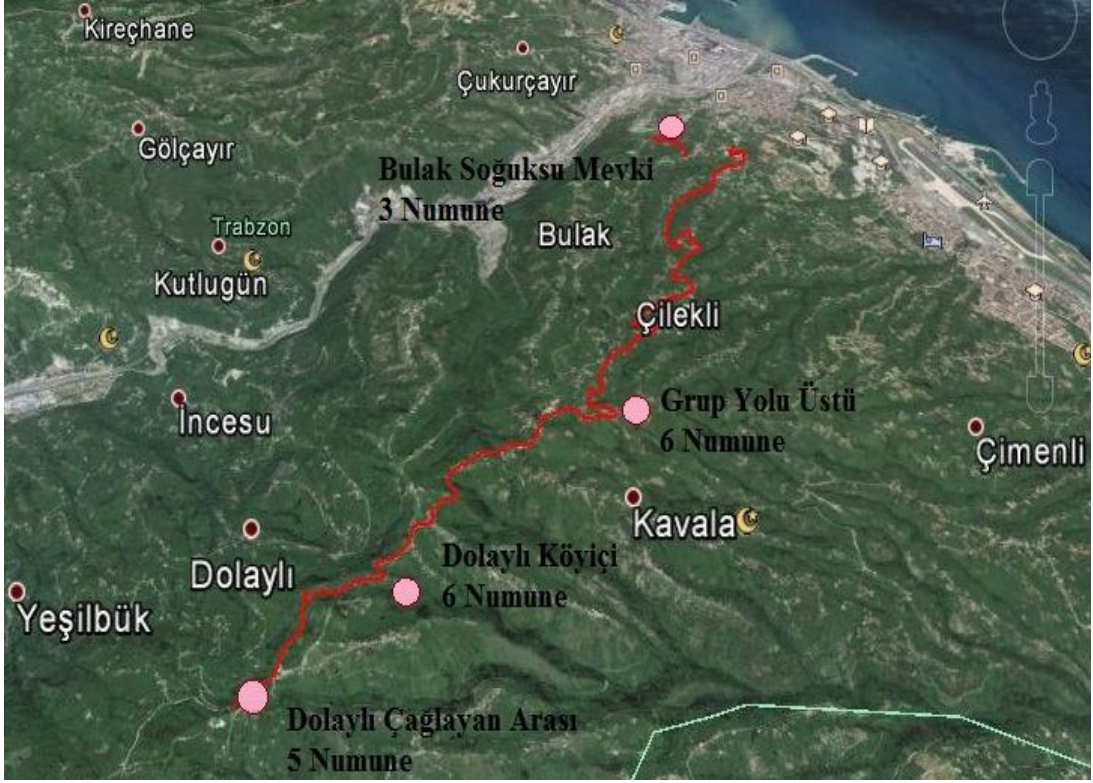 Kireçhane
Çukurçayır
Gölçayır
Bulak Soğuksu Mevki
3 Numune
Trabzon
Bulak
Kutlugün
Çilekli
Grup Yolu Üstü
6 Numune
İncesu
Çimenli
Kavala
Dolaylı Köyiçi
6 Numune
Dolaylı
Yeşilbük
Dolaylı Çağlayan Arası
5 Numune